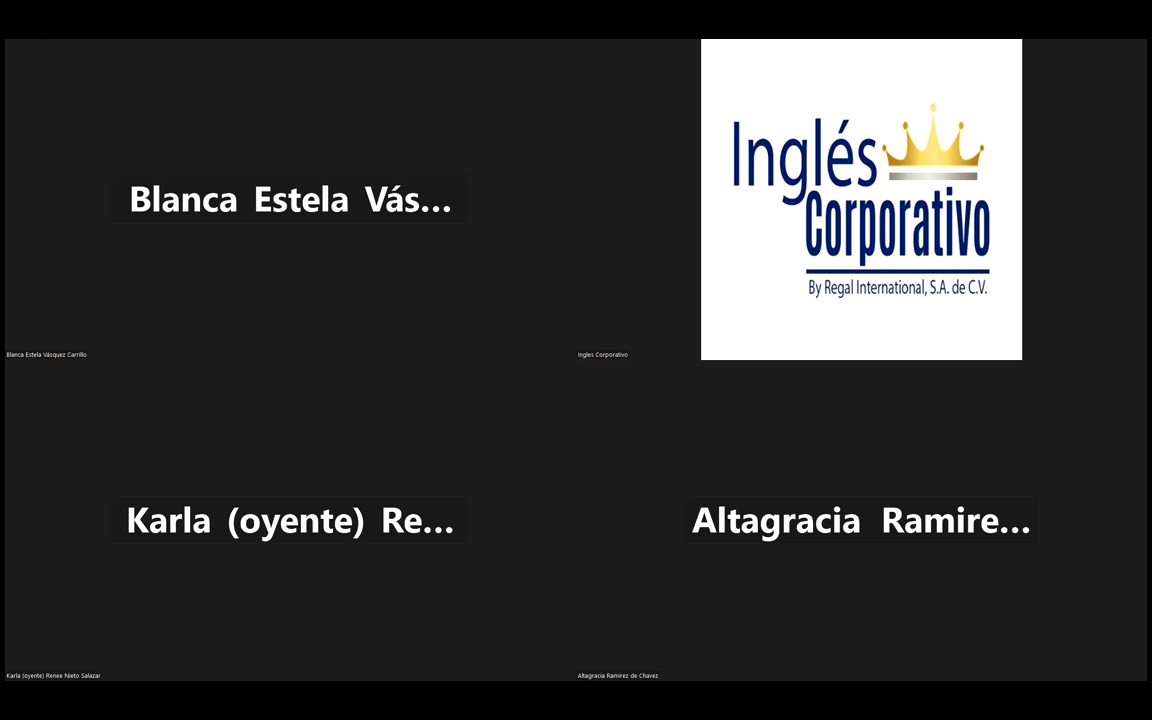 Blanca Estela Vás...
Blanca Estela Vásquez Carrillo
Inglés
Corporativo
By Regal International, S.A. de C.V.
Ingles Corporativo
Karla (oyente) Re...
Karla (oyente) Renee Nieto Salazar
Altagracia Ramire...
Altagracia Ramirez de Chavez